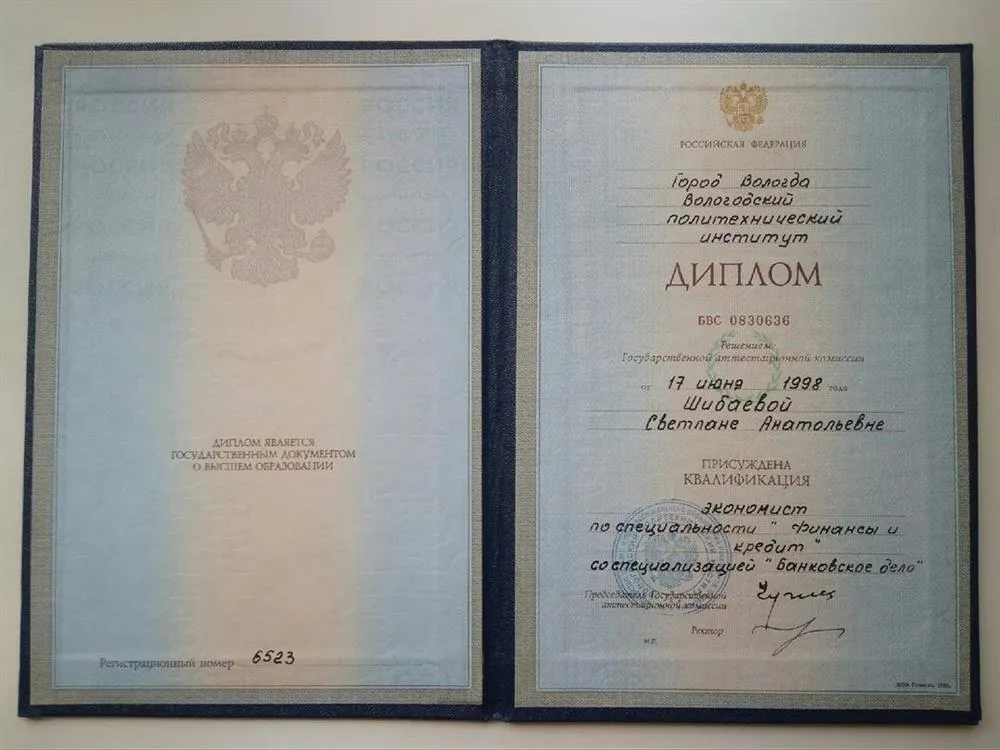 ДИПЛОМ ЯВЛЯЕТСЯ
ГОСУДАРСТВЕННЫМ ДОКУМЕНТОМ
О ВЫСШЕМ ОБРАЗОВАНИИ
Регистрационный номер 6523
РОССИЙСКАЯ ФЕДЕРАЦИЯ
Город Вологда
Вологодский
политехнический
институт
ДИПЛОМ
БВС 0830636
Решением
Государственной аттестационной комиссии
от 17 июня 1998 года
Шибаевой
Светлане Анатольевне
ПРИСУЖДЕНА
КВАЛИФИКАЦИЯ
экономист
по специальности "Финансы и
кредит"
со специализацией "Банковское дело"
Председатель Государственной
аттестационной комиссии
Ректор
М.П.